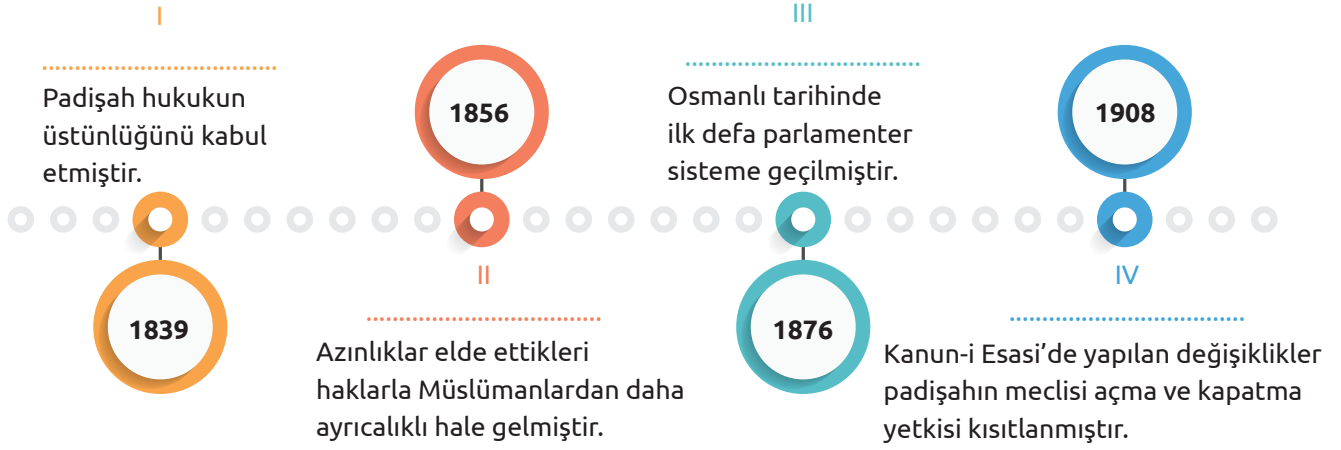 I
Padişah hukukun
üstünlüğünü kabul
etmiştir.
1839
1856
II
Azınlıklar elde ettikleri
haklarla Müslümanlardan daha
ayrıcalıklı hale gelmiştir.
III
Osmanlı tarihinde
ilk defa parlamenter
sisteme geçilmiştir.
1876
1908
IV
Kanun-i Esasi’de yapılan değişiklikler
padişahın meclisi açma ve kapatma
yetkisi kısıtlanmıştır.